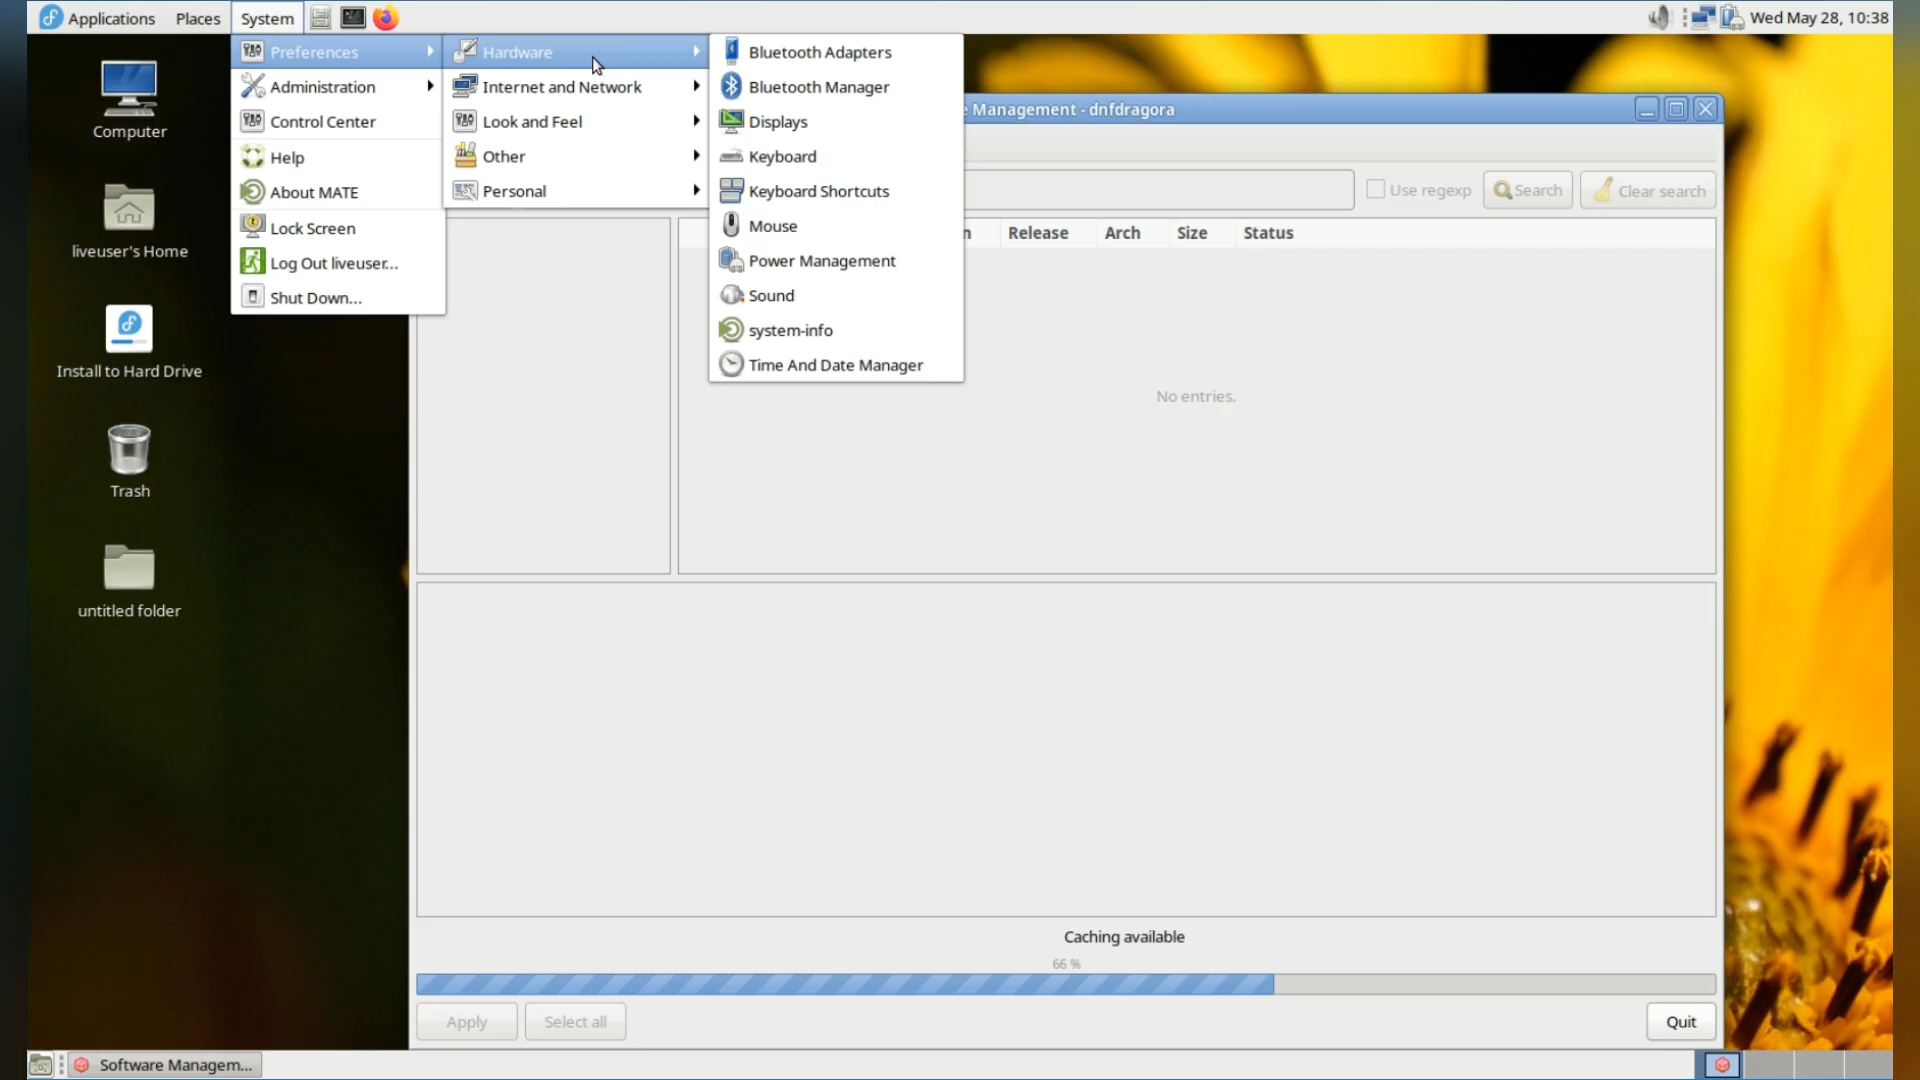 Applications Places System
Wed May 28, 10:38
Preferences
Administration
Control Center
Help
About MATE
Lock Screen
Log Out liveuser...
Shut Down...
Hardware
Internet and Network
Look and Feel
Other
Personal
Bluetooth Adapters
Bluetooth Manager
Displays
Keyboard
Keyboard Shortcuts
Mouse
Power Management
Sound
system-info
Time And Date Manager
Computer
liveuser's Home
Install to Hard Drive
Trash
untitled folder
Management - dnfdragora
Use regexp Search Clear search
Release Arch Size Status
No entries.
Caching available
66 %
Apply Select all Quit
Software Managem...